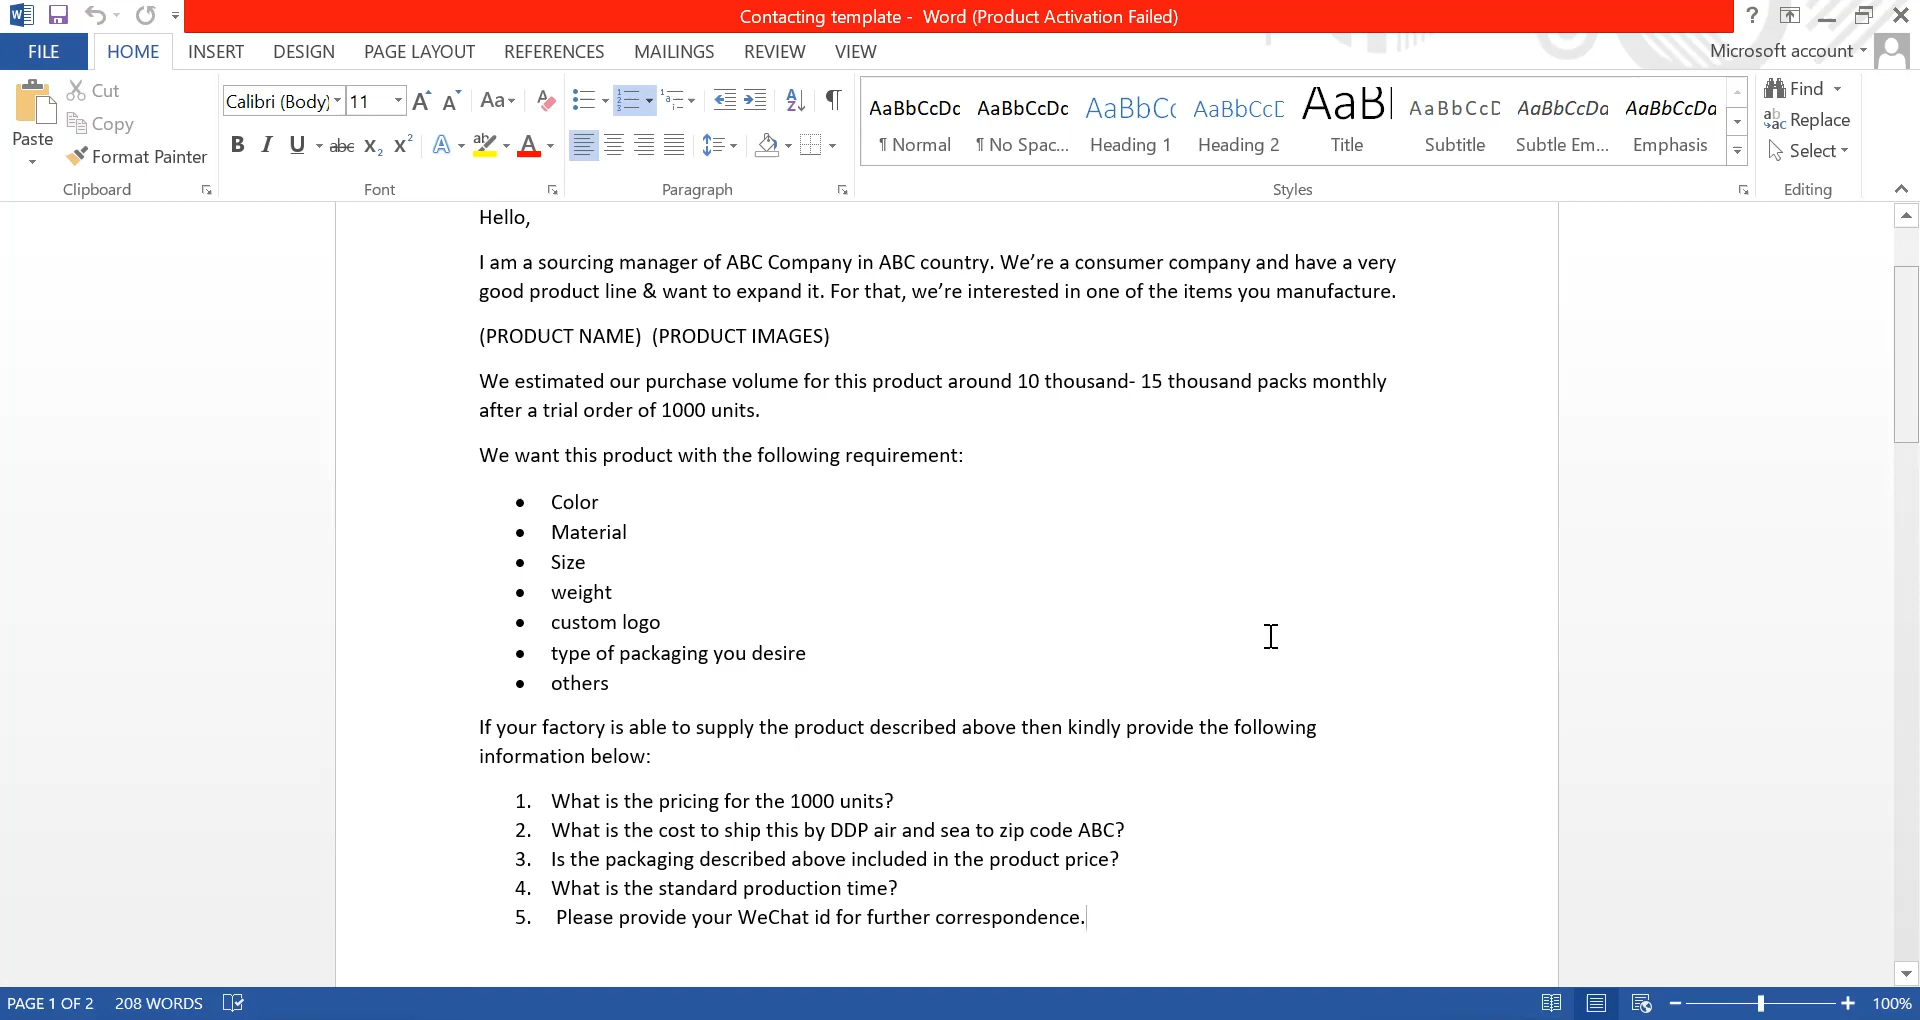 Contacting template - Word (Product Activation Failed)
FILE HOME INSERT DESIGN PAGE LAYOUT REFERENCES MAILINGS REVIEW VIEW Microsoft account
Paste Cut Copy Format Painter
Calibri (Body) 11
AaBbCcDc AaBbCcDc AaBbCc AaBbCcD AaBl AaBbCcD AaBbCcDa AaBbCcDa
¶ Normal ¶ No Spac... Heading 1 Heading 2 Title Subtitle Subtle Em... Emphasis
Find Replace Select
Clipboard Font Paragraph Styles Editing
Hello,
I am a sourcing manager of ABC Company in ABC country. We’re a consumer company and have a very
good product line & want to expand it. For that, we’re interested in one of the items you manufacture.
(PRODUCT NAME)  (PRODUCT IMAGES)
We estimated our purchase volume for this product around 10 thousand- 15 thousand packs monthly
after a trial order of 1000 units.
We want this product with the following requirement:
• Color
• Material
• Size
• weight
• custom logo
• type of packaging you desire
• others
If your factory is able to supply the product described above then kindly provide the following
information below:
1. What is the pricing for the 1000 units?
2. What is the cost to ship this by DDP air and sea to zip code ABC?
3. Is the packaging described above included in the product price?
4. What is the standard production time?
5. Please provide your WeChat id for further correspondence.
PAGE 1 OF 2 208 WORDS 100%